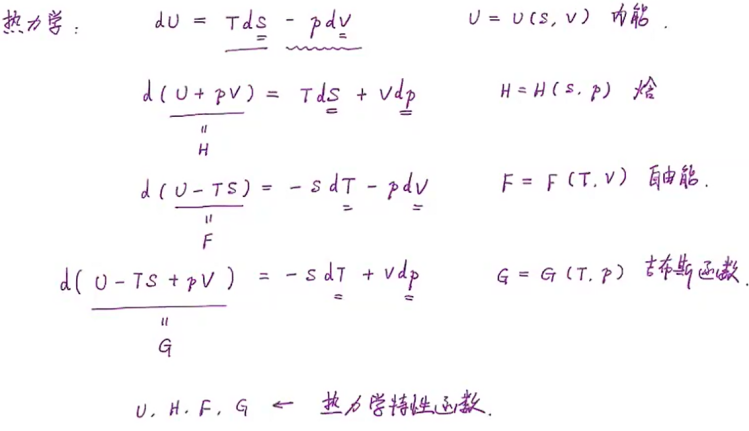 热力学: dU = TdS - pdV U = U(S, V) 内能.
d(U + pV) = TdS + Vdp H = H(S, p) 焓
"
H
d(U - TS) = -SdT - pdV F = F(T, V) 自由能.
"
F
d(U - TS + pV) = -SdT + Vdp G = G(T, p) 吉布斯函数.
"
G
U. H. F. G ← 热力学特性函数.